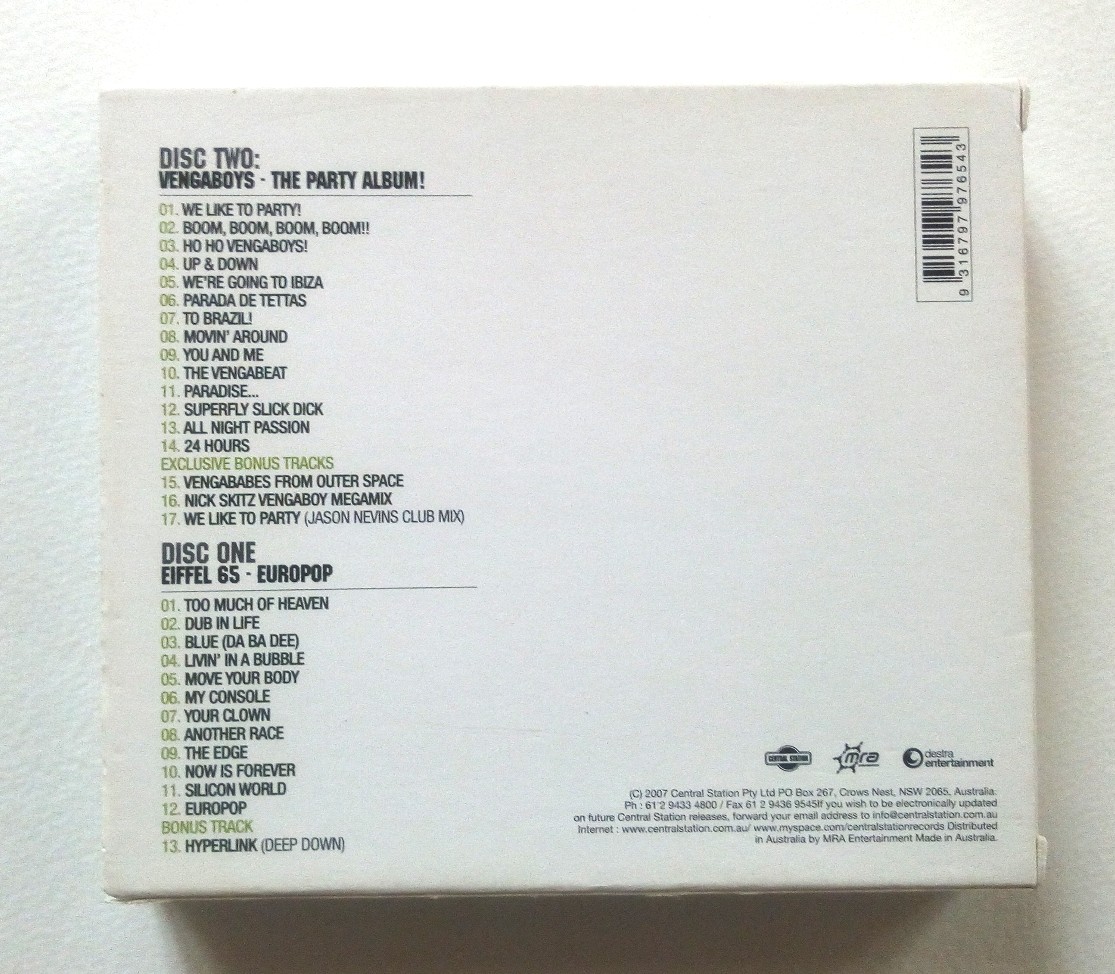 DISC TWO:
VENGABOYS - THE PARTY ALBUM!
01. WE LIKE TO PARTY!
02. BOOM, BOOM, BOOM, BOOM!!
03. HO HO VENGABOYS!
04. UP & DOWN
05. WE'RE GOING TO IBIZA
06. PARADA DE TETTAS
07. TO BRAZIL!
08. MOVIN' AROUND
09. YOU AND ME
10. THE VENGABEAT
11. PARADISE...
12. SUPERFLY SLICK DICK
13. ALL NIGHT PASSION
14. 24 HOURS
EXCLUSIVE BONUS TRACKS
15. VENGABABES FROM OUTER SPACE
16. NICK SKITZ VENGABOY MEGAMIX
17. WE LIKE TO PARTY (JASON NEVINS CLUB MIX)
DISC ONE
EIFFEL 65 - EUROPOP
01. TOO MUCH OF HEAVEN
02. DUB IN LIFE
03. BLUE (DA BA DEE)
04. LIVIN' IN A BUBBLE
05. MOVE YOUR BODY
06. MY CONSOLE
07. YOUR CLOWN
08. ANOTHER RACE
09. THE EDGE
10. NOW IS FOREVER
11. SILICON WORLD
12. EUROPOP
BONUS TRACK
13. HYPERLINK (DEEP DOWN)
9 316797 976543
CENTRAL STATION
mra
destra
entertainment
(C) 2007 Central Station Pty Ltd PO Box 267, Crows Nest, NSW 2065, Australia.
Ph : 61 2 9433 4800 / Fax 61 2 9436 9545If you wish to be electronically updated
on future Central Station releases, forward your email address to info@centralstation.com.au
Internet : www.centralstation.com.au/ www.myspace.com/centralstationrecords Distributed
in Australia by MRA Entertainment Made in Australia.